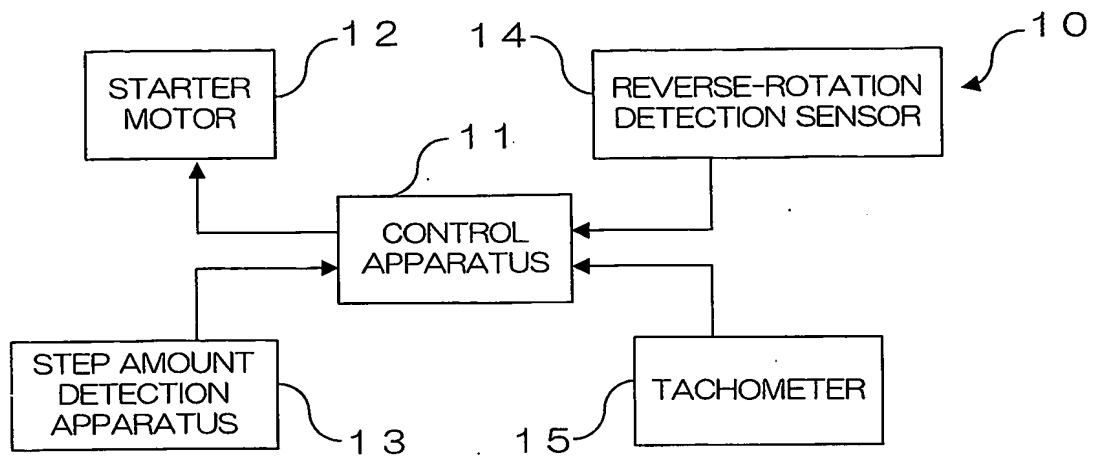 12
14
10
STARTER
MOTOR
REVERSE-ROTATION
DETECTION SENSOR
11
CONTROL
APPARATUS
STEP AMOUNT
DETECTION
APPARATUS
TACHOMETER
13
15